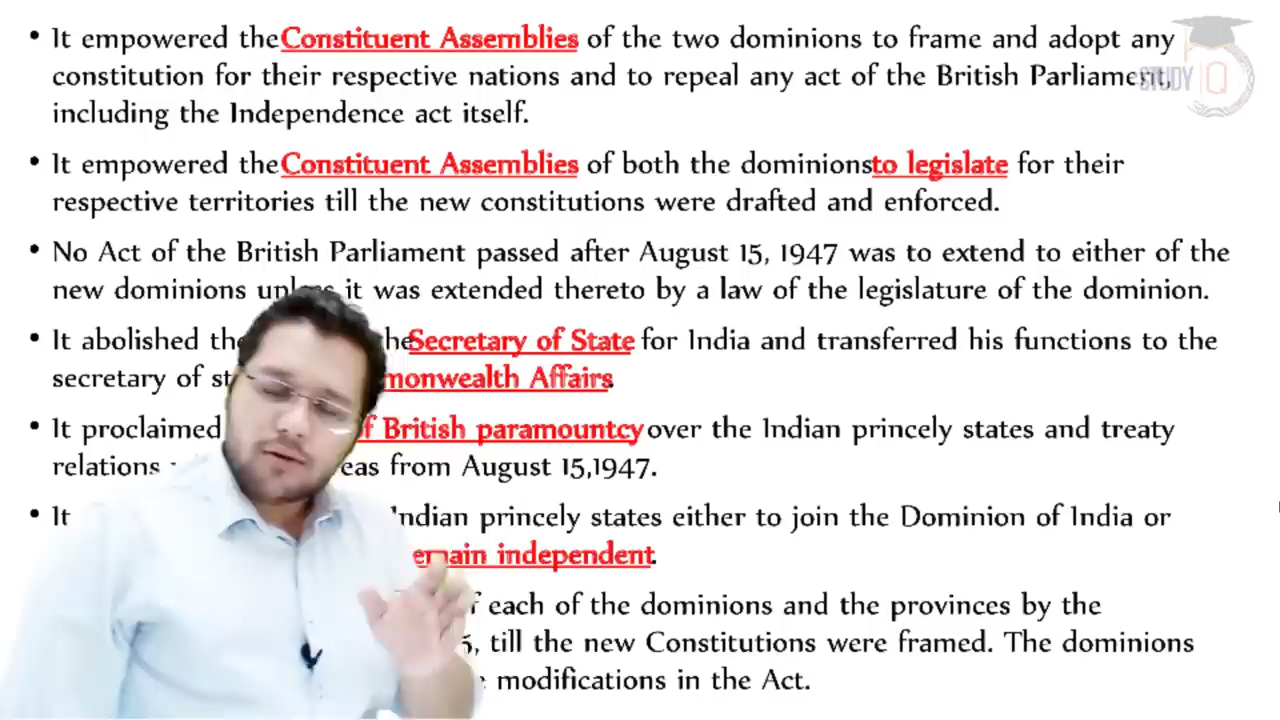 • It empowered the Constituent Assemblies of the two dominions to frame and adopt any
constitution for their respective nations and to repeal any act of the British Parliament,
including the Independence act itself.
• It empowered the Constituent Assemblies of both the dominions to legislate for their
respective territories till the new constitutions were drafted and enforced.
• No Act of the British Parliament passed after August 15, 1947 was to extend to either of the
new dominions unless it was extended thereto by a law of the legislature of the dominion.
• It abolished the Secretary of State for India and transferred his functions to the
secretary of monwealth Affairs.
• It proclaimed British paramountcy over the Indian princely states and treaty
relations from August 15,1947.
• It Indian princely states either to join the Dominion of India or
remain independent.
of each of the dominions and the provinces by the
, till the new Constitutions were framed. The dominions
modifications in the Act.
STUDY IQ